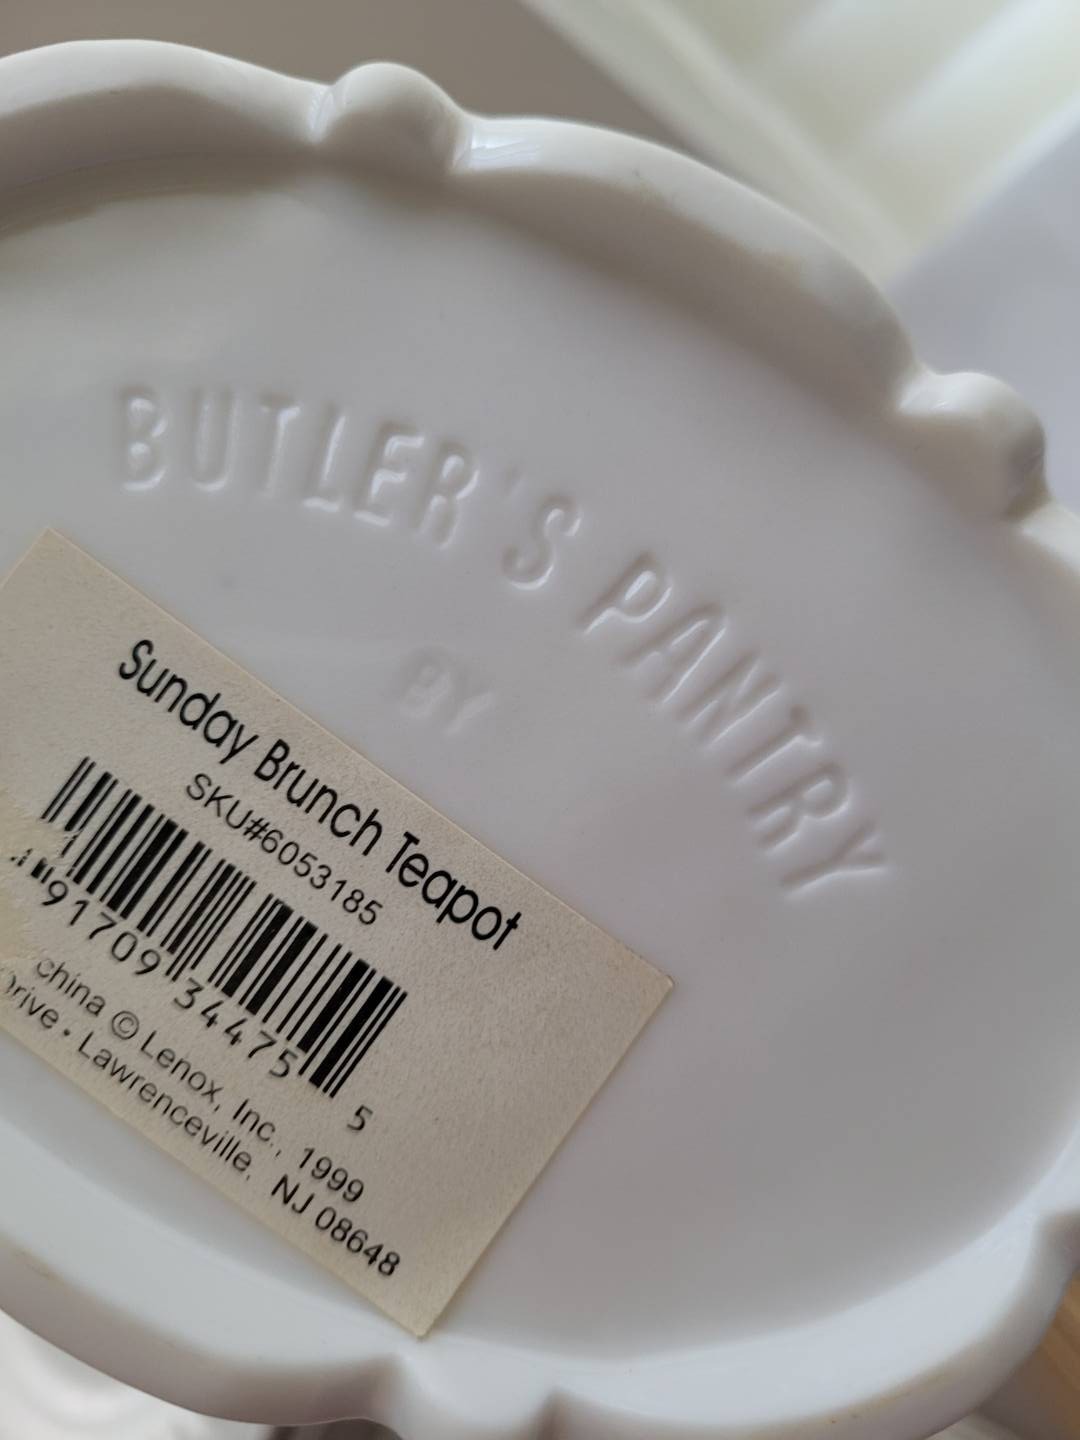 BUTLER'S PANTRY
BY
Sunday Brunch Teapot
SKU#6053185
91709 34475 5
china © Lenox, Inc., 1999
Drive • Lawrenceville, NJ 08648